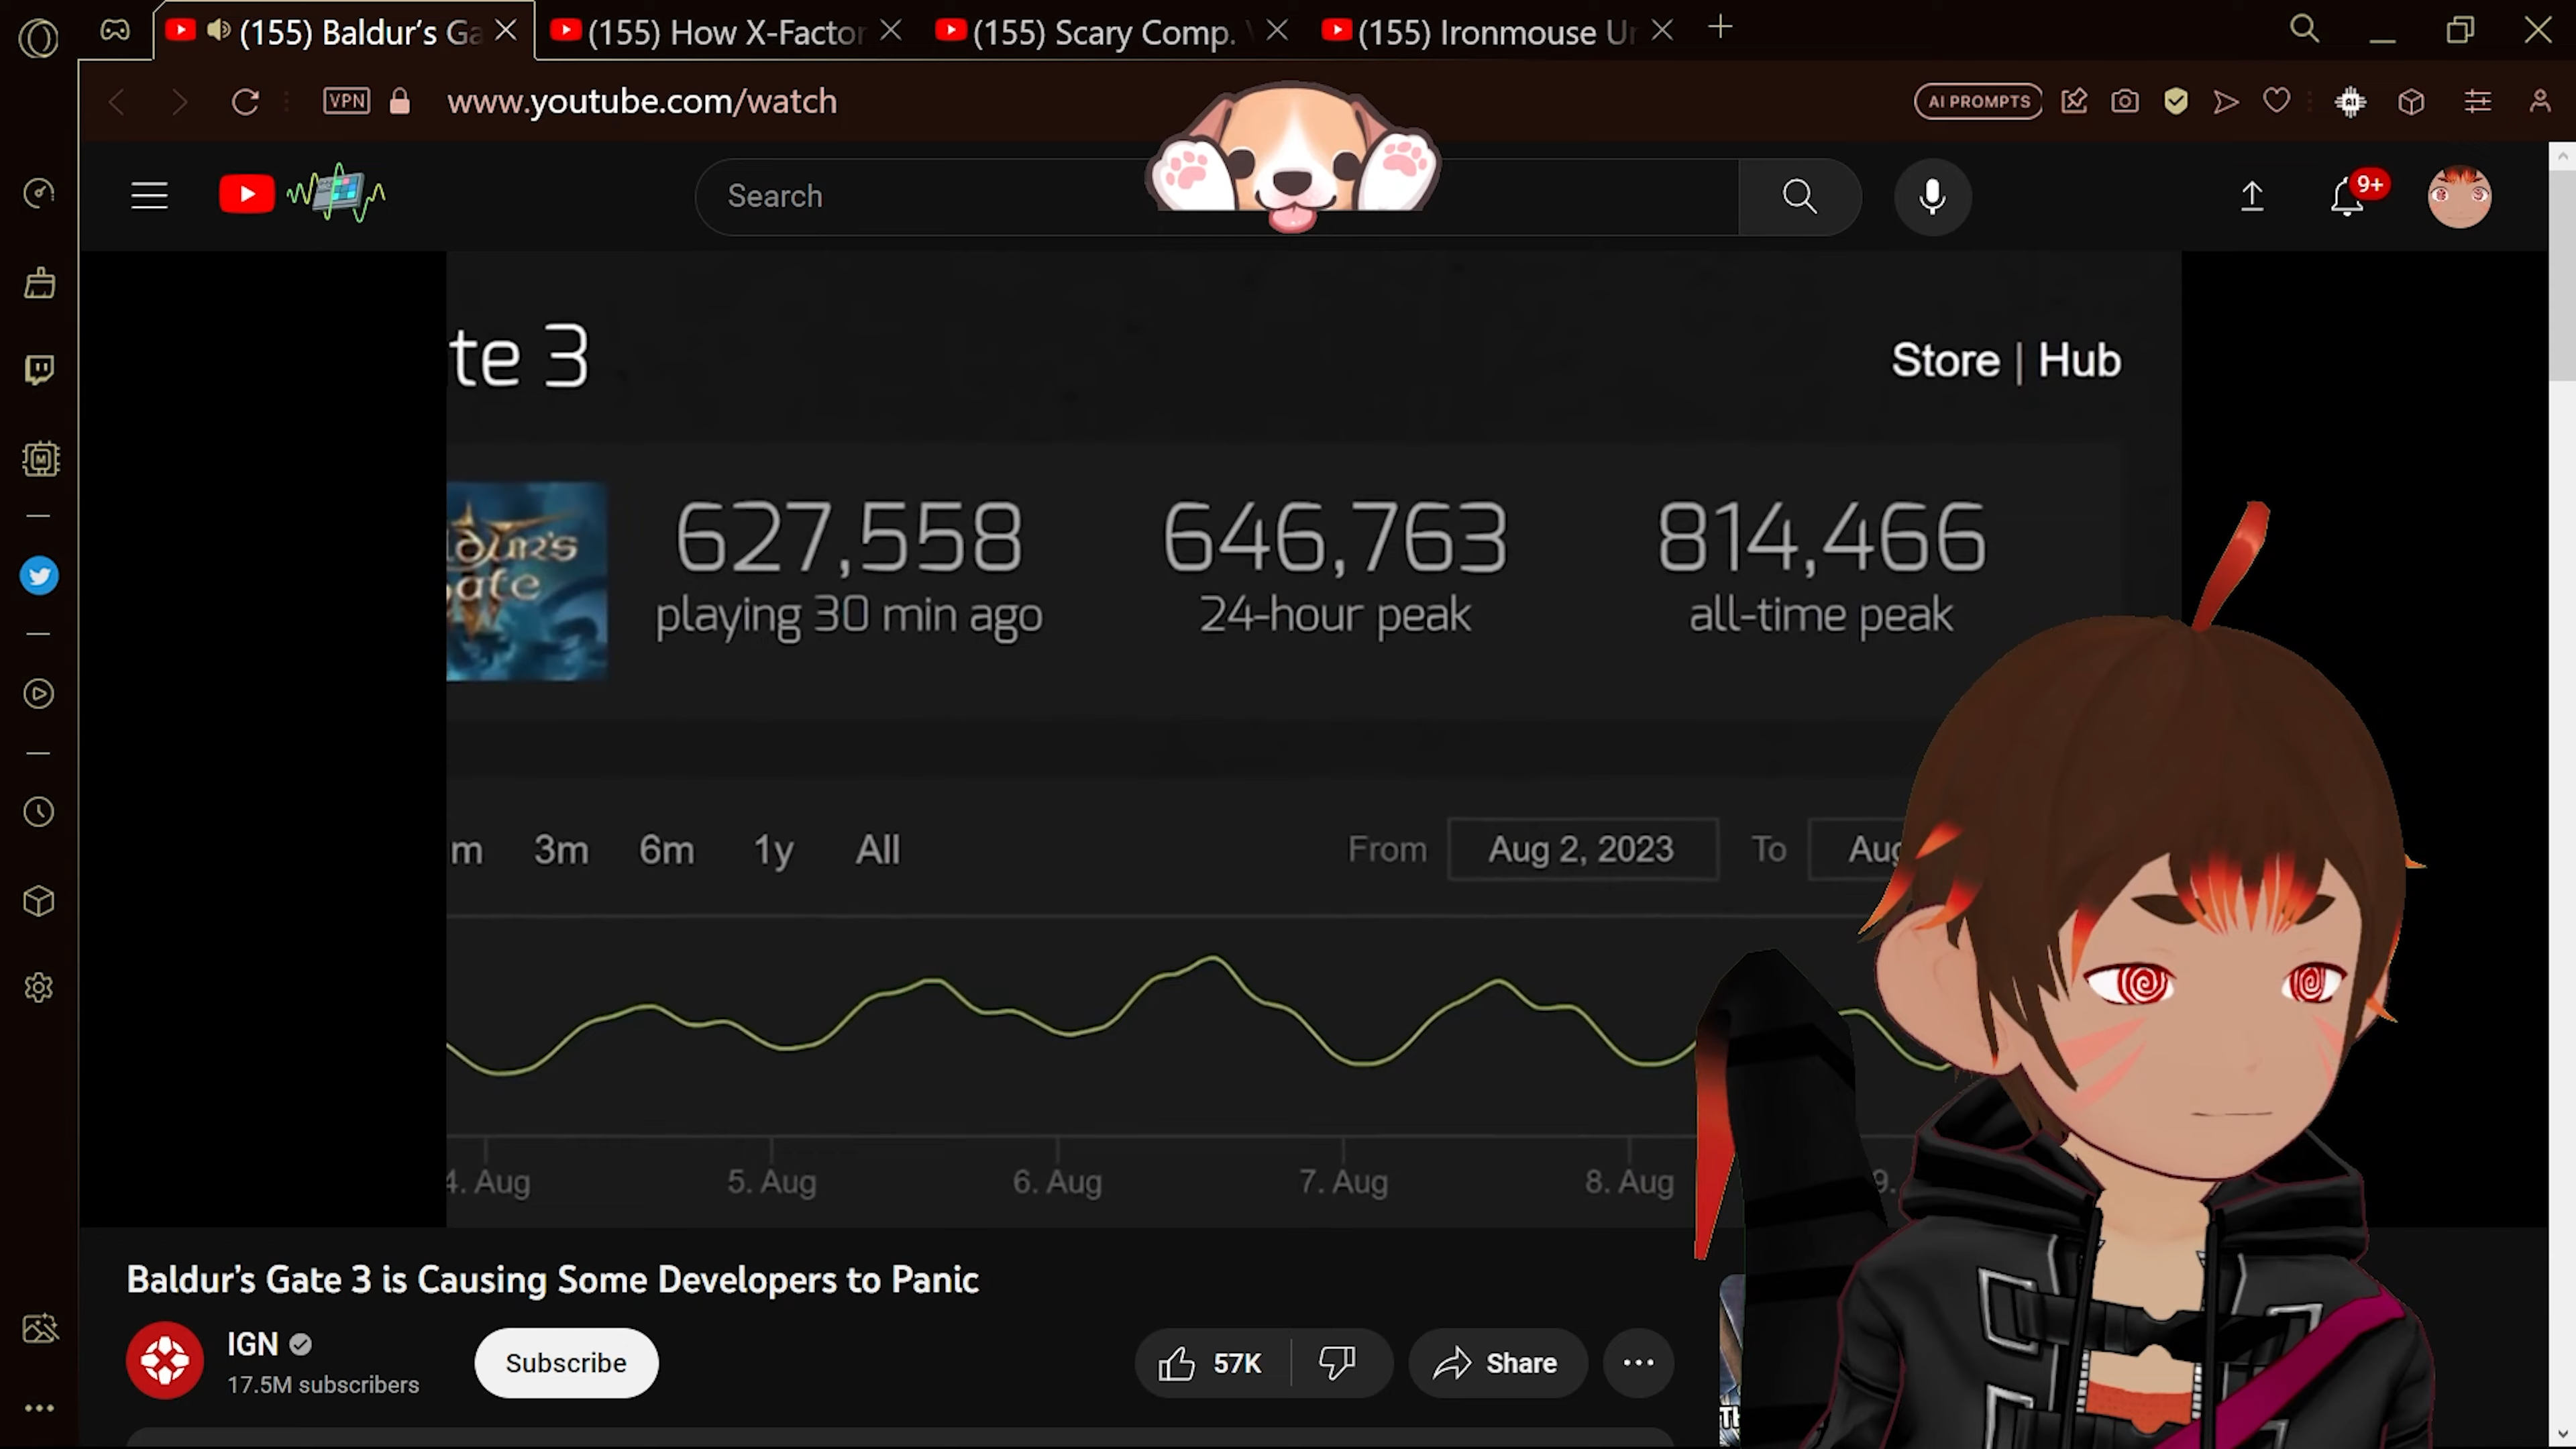 (155) Baldur's Ga
(155) How X-Factor
(155) Scary Comp.
(155) Ironmouse Ur
VPN
www.youtube.com/watch
AI PROMPTS
AI
Search
9+
M
te 3
Store | Hub
627,558
646,763
814,466
playing 30 min ago
24-hour peak
all-time peak
m
3m
6m
1y
All
From
Aug 2, 2023
To
Aug
4. Aug
5. Aug
6. Aug
7. Aug
8. Aug
9.
Baldur's Gate 3 is Causing Some Developers to Panic
IGN
17.5M subscribers
Subscribe
57K
Share